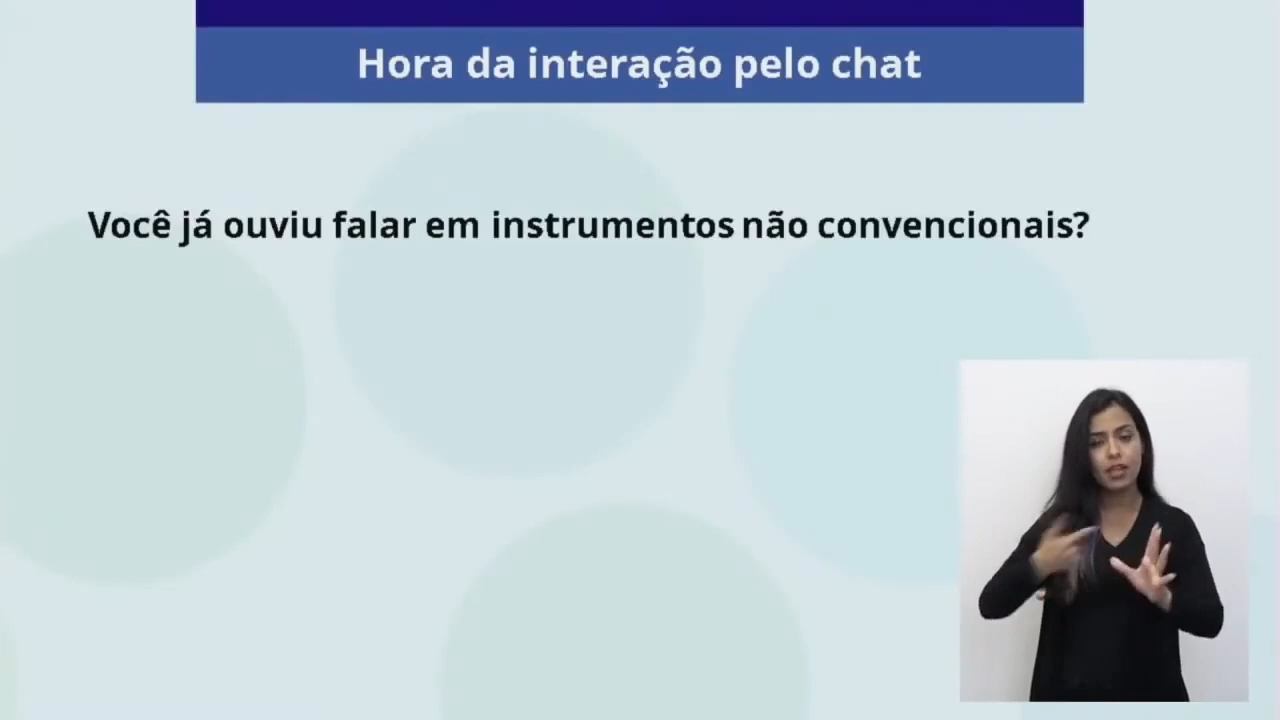 Hora da interação pelo chat
Você já ouviu falar em instrumentos não convencionais?